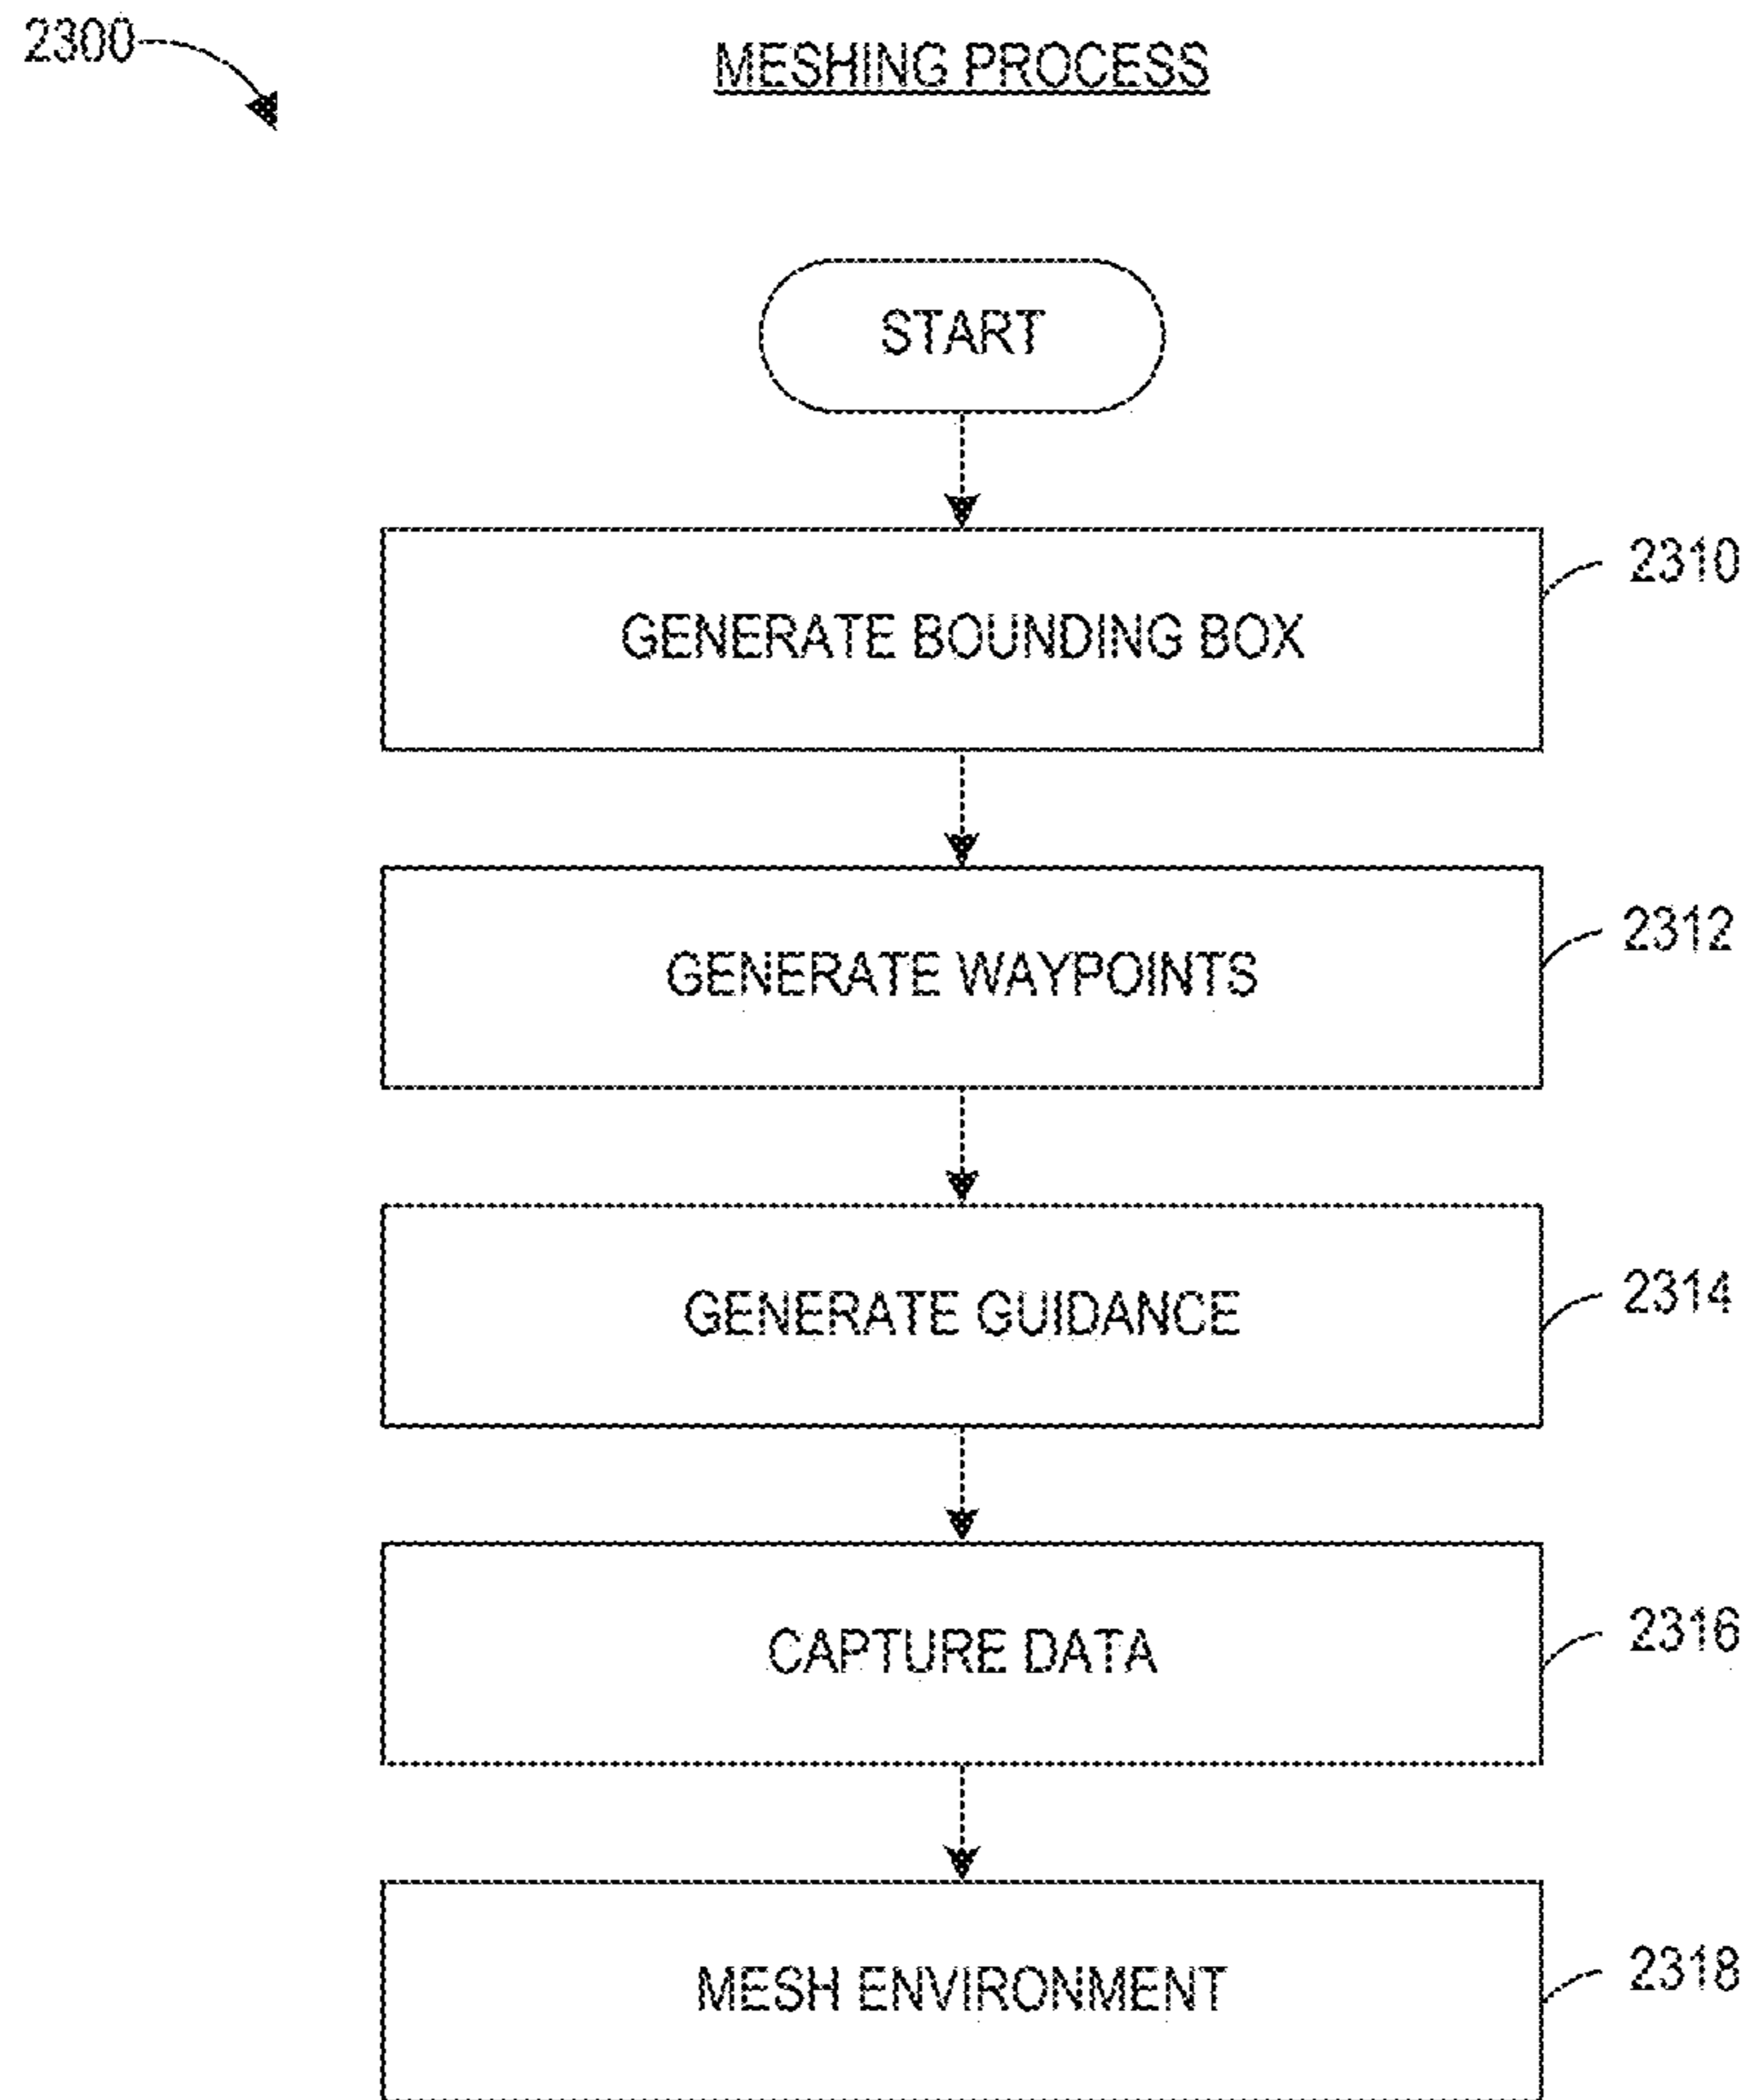 2300
MESHING PROCESS
START
GENERATE BOUNDING BOX
2310
GENERATE WAYPOINTS
2312
GENERATE GUIDANCE
2314
CAPTURE DATA
2316
MESH ENVIRONMENT
2318